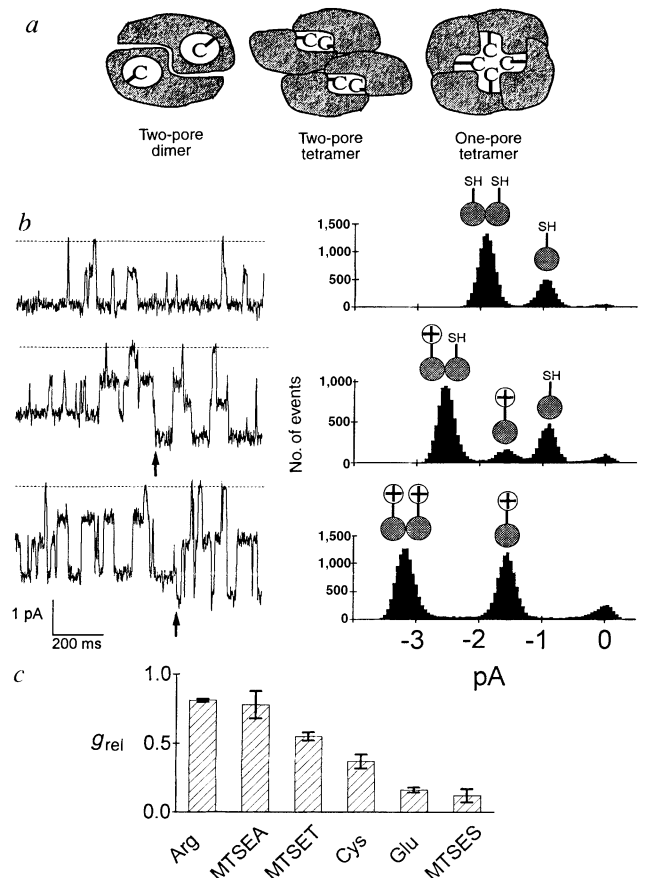 a
C C
C C C C
C C C C
Two-pore dimer
Two-pore tetramer
One-pore tetramer
b
SH SH
SH
1,500
1,000
500
0
+ SH
+
SH
1,000
500
0
No. of events
+ +
+
1,500
1,000
500
0
-3 -2 -1 0
pA
1 pA
200 ms
c
1.0
0.5
0.0
g rel
Arg MTSEA MTSET Cys Glu MTSES